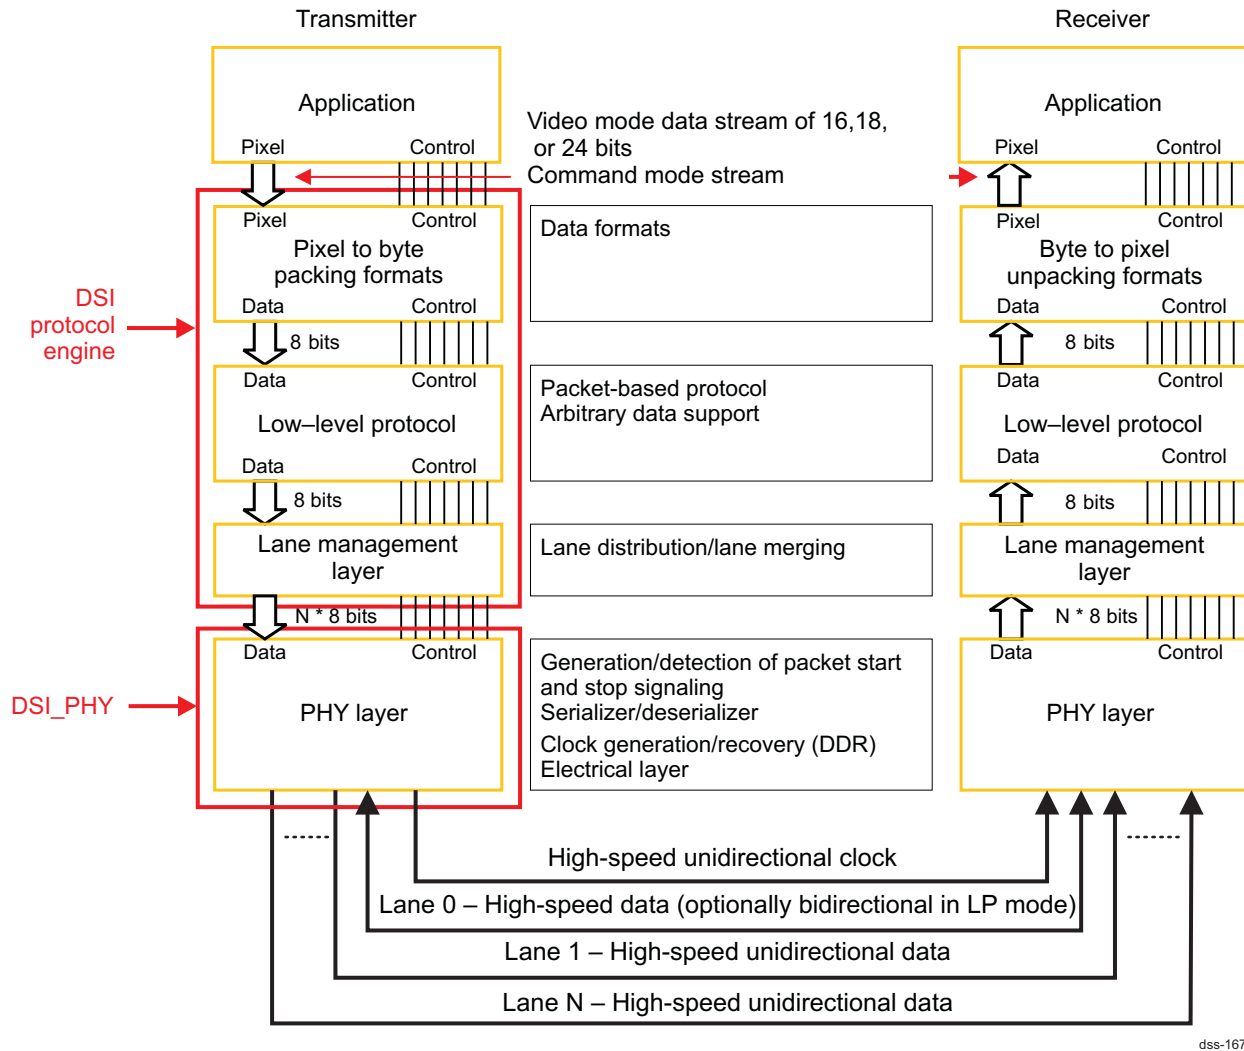 Transmitter
Receiver
Application
Pixel
Control
Video mode data stream of 16,18,
or 24 bits
Command mode stream
Application
Pixel
Control
Pixel
Control
Pixel to byte
packing formats
Data
Control
Data formats
Pixel
Control
Byte to pixel
unpacking formats
Data
Control
DSI
protocol
engine
8 bits
8 bits
Data
Control
Low–level protocol
Data
Control
Packet-based protocol
Arbitrary data support
Data
Control
Low–level protocol
Data
Control
8 bits
8 bits
Lane management
layer
Lane distribution/lane merging
Lane management
layer
N * 8 bits
N * 8 bits
Data
Control
PHY layer
DSI_PHY
Generation/detection of packet start
and stop signaling
Serializer/deserializer
Clock generation/recovery (DDR)
Electrical layer
Data
Control
PHY layer
High-speed unidirectional clock
Lane 0 – High-speed data (optionally bidirectional in LP mode)
Lane 1 – High-speed unidirectional data
Lane N – High-speed unidirectional data
dss-167